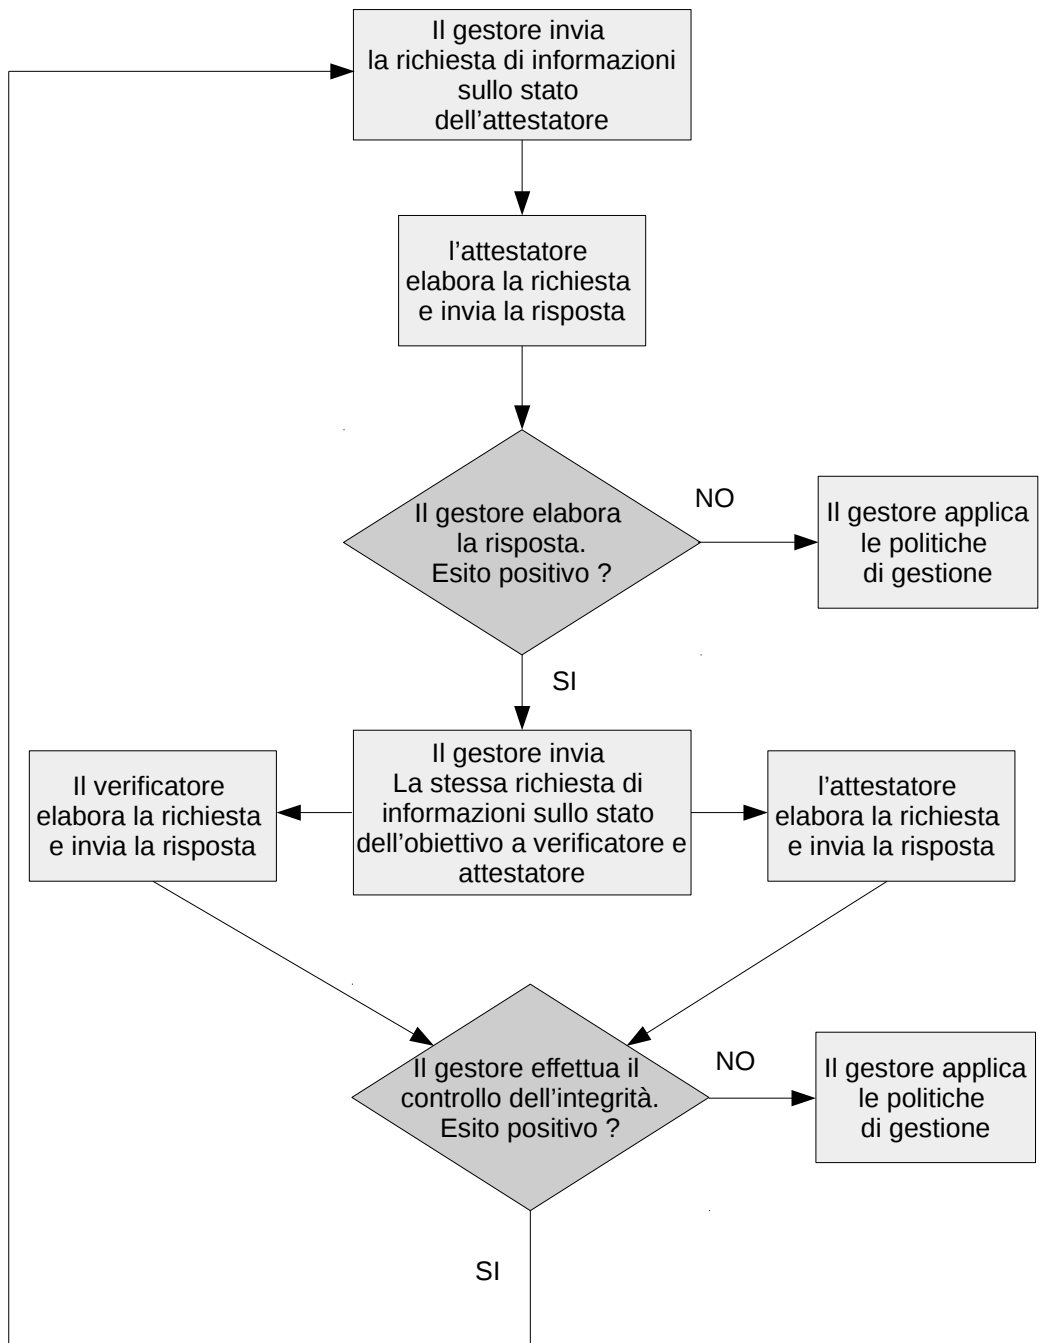 Il gestore invia
la richiesta di informazioni
sullo stato
dell'attestatore
l'attestatore
elabora la richiesta
e invia la risposta
Il gestore elabora
la risposta.
Esito positivo ?
NO
Il gestore applica
le politiche
di gestione
SI
Il verificatore
elabora la richiesta
e invia la risposta
Il gestore invia
La stessa richiesta di
informazioni sullo stato
dell'obiettivo a verificatore e
attestatore
l'attestatore
elabora la richiesta
e invia la risposta
Il gestore effettua il
controllo dell'integrità.
Esito positivo ?
NO
Il gestore applica
le politiche
di gestione
SI